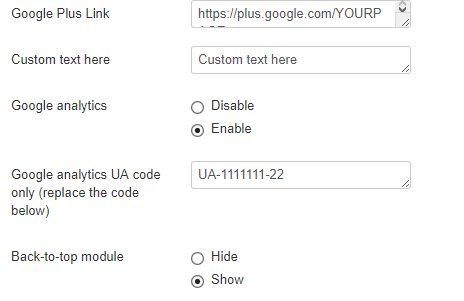 Google Plus Link https://plus.google.com/YOURP
Custom text here Custom text here
Google analytics Disable
Enable
Google analytics UA code UA-1111111-22
only (replace the code
below)
Back-to-top module Hide
Show